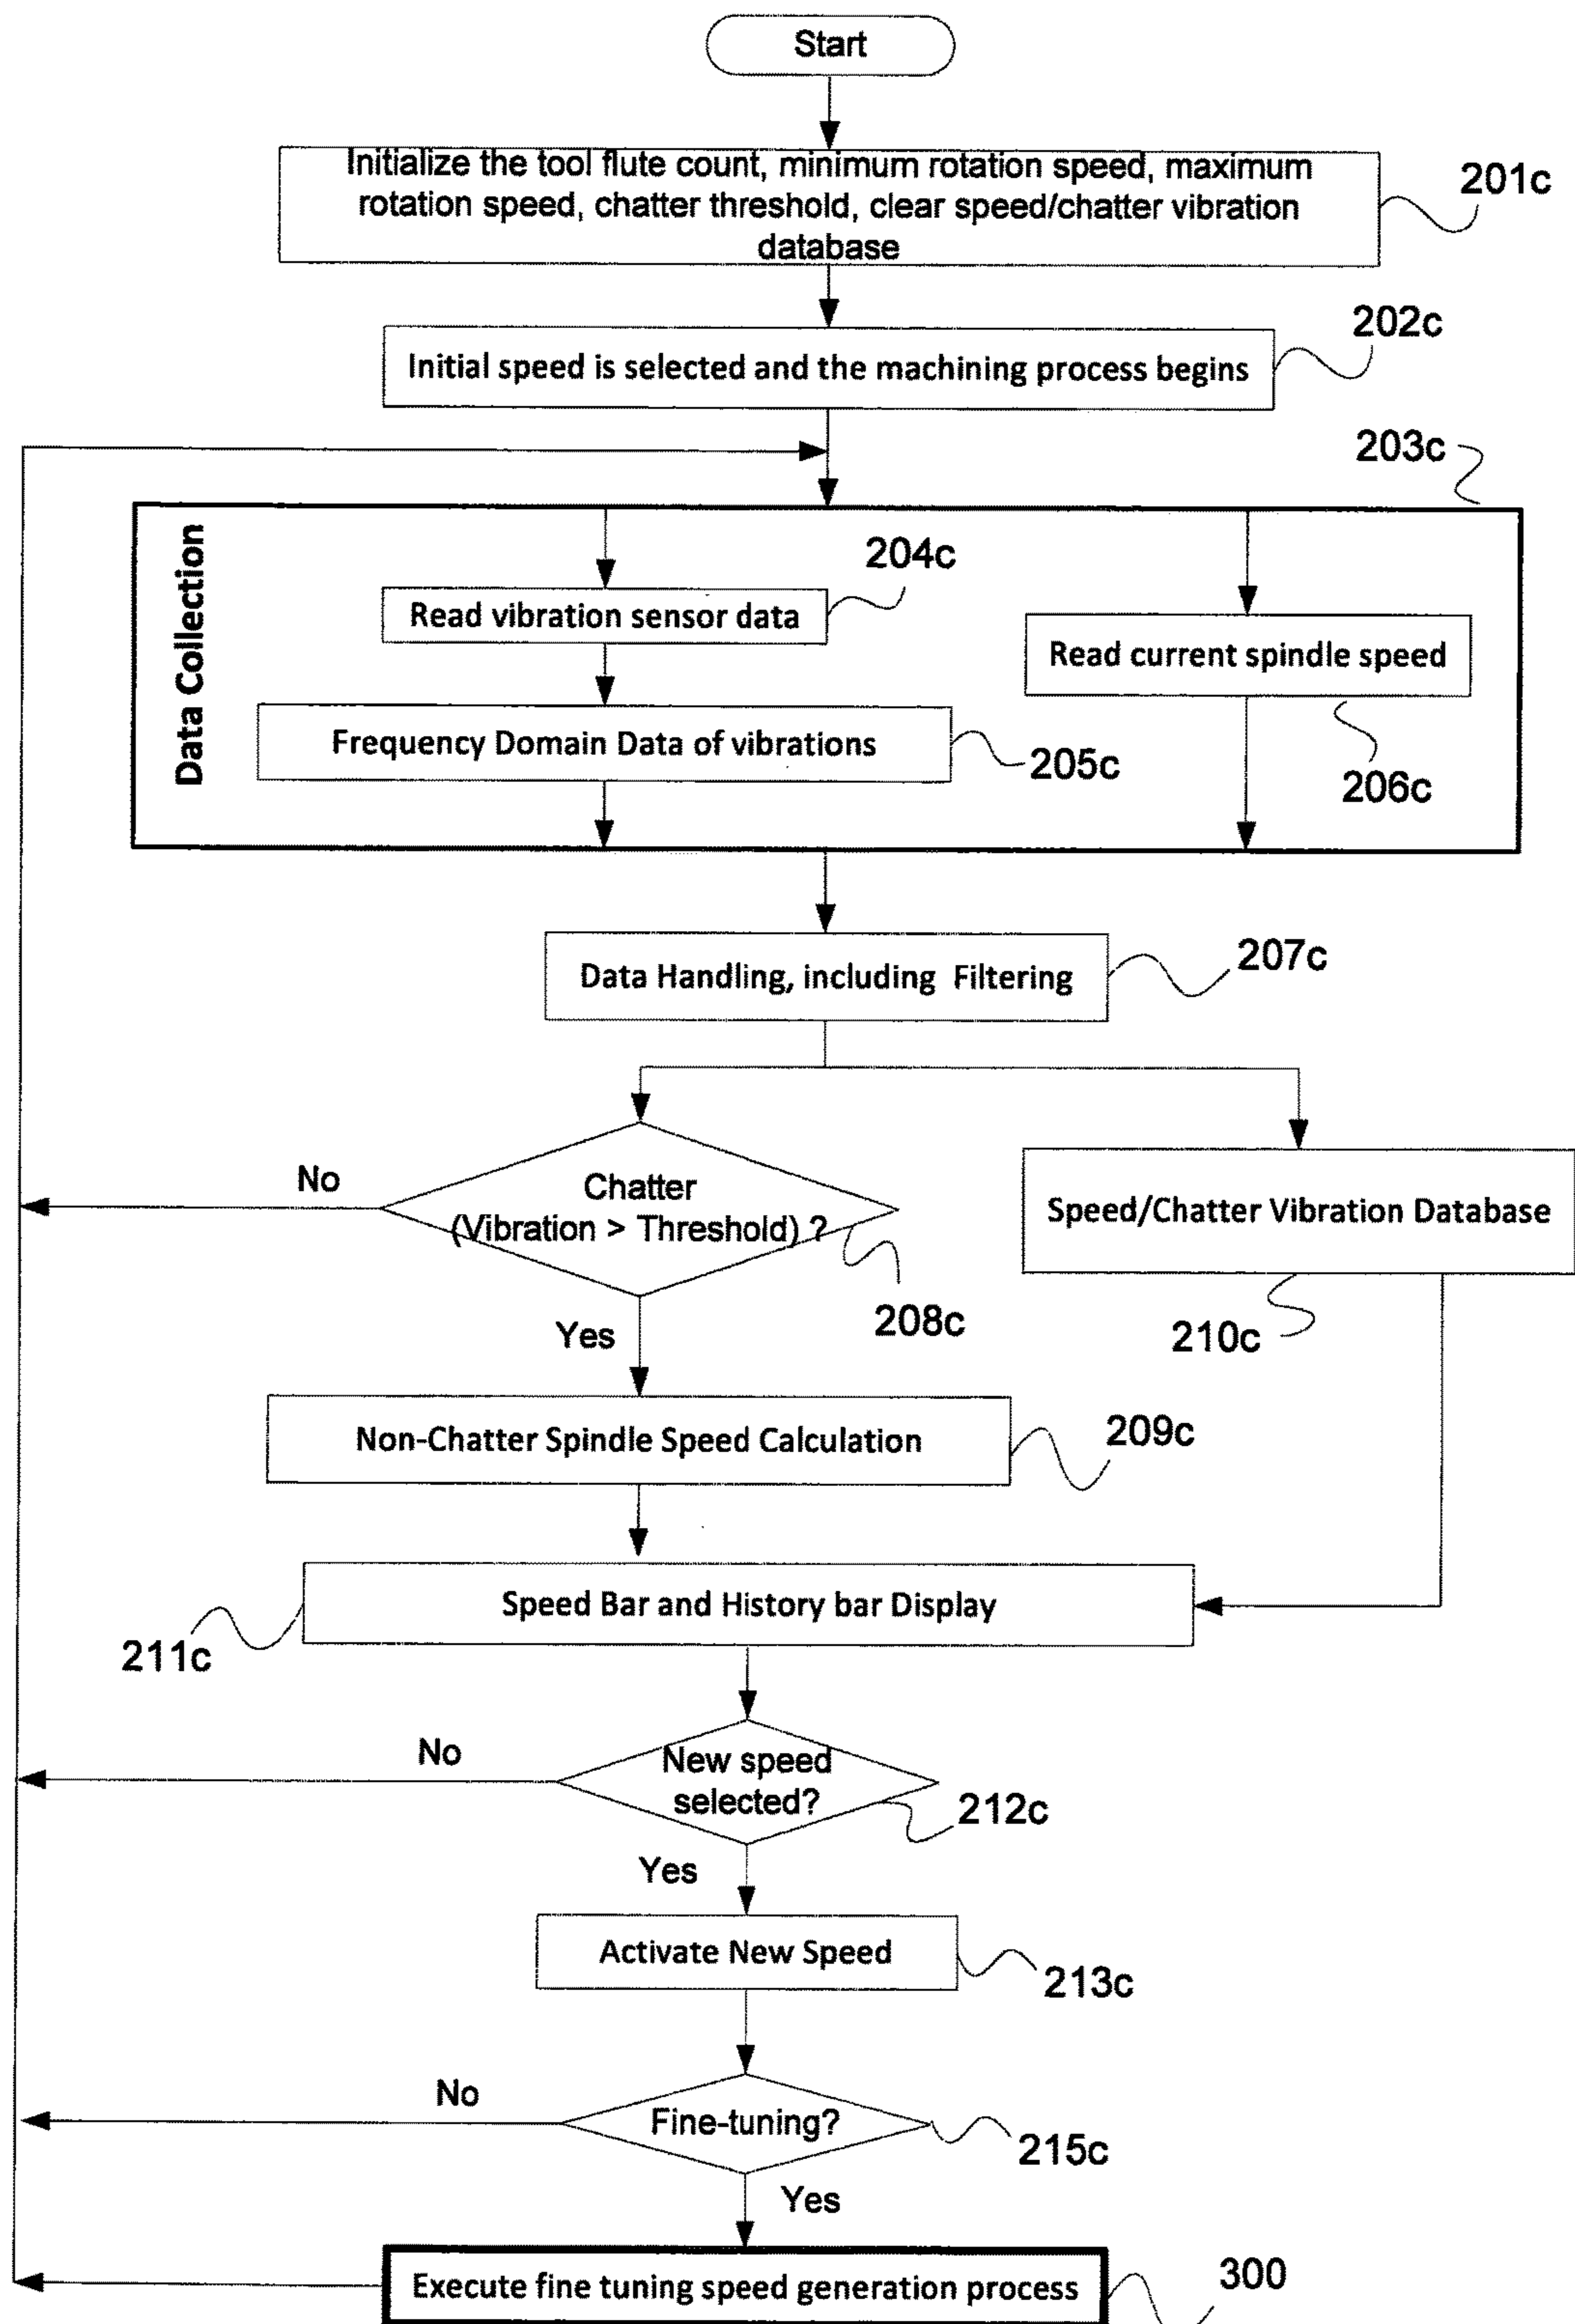 Start
Initialize the tool flute count, minimum rotation speed, maximum
rotation speed, chatter threshold, clear speed/chatter vibration
database
201c
Initial speed is selected and the machining process begins
202c
203c
Data Collection
204c
Read vibration sensor data
Read current spindle speed
Frequency Domain Data of vibrations
205c
206c
Data Handling, including Filtering
207c
No
Chatter
(Vibration > Threshold) ?
Speed/Chatter Vibration Database
208c
210c
Yes
Non-Chatter Spindle Speed Calculation
209c
Speed Bar and History bar Display
211c
No
New speed
selected?
212c
Yes
Activate New Speed
213c
No
Fine-tuning?
215c
Yes
Execute fine tuning speed generation process
300